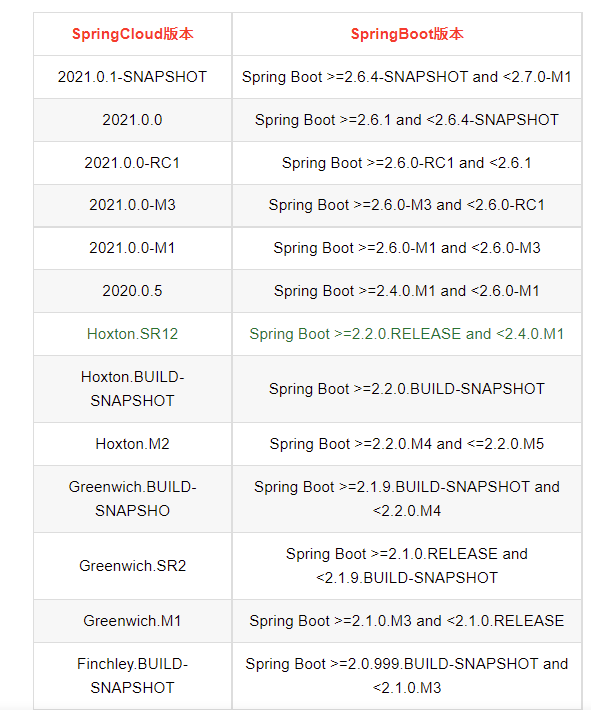 SpringCloud版本 SpringBoot版本
2021.0.1-SNAPSHOT Spring Boot >=2.6.4-SNAPSHOT and <2.7.0-M1
2021.0.0 Spring Boot >=2.6.1 and <2.6.4-SNAPSHOT
2021.0.0-RC1 Spring Boot >=2.6.0-RC1 and <2.6.1
2021.0.0-M3 Spring Boot >=2.6.0-M3 and <2.6.0-RC1
2021.0.0-M1 Spring Boot >=2.6.0-M1 and <2.6.0-M3
2020.0.5 Spring Boot >=2.4.0.M1 and <2.6.0-M1
Hoxton.SR12 Spring Boot >=2.2.0.RELEASE and <2.4.0.M1
Hoxton.BUILD-
SNAPSHOT
Spring Boot >=2.2.0.BUILD-SNAPSHOT
Hoxton.M2 Spring Boot >=2.2.0.M4 and <=2.2.0.M5
Greenwich.BUILD-
SNAPSHO
Spring Boot >=2.1.9.BUILD-SNAPSHOT and
<2.2.0.M4
Greenwich.SR2
Spring Boot >=2.1.0.RELEASE and
<2.1.9.BUILD-SNAPSHOT
Greenwich.M1 Spring Boot >=2.1.0.M3 and <2.1.0.RELEASE
Finchley.BUILD-
SNAPSHOT
Spring Boot >=2.0.999.BUILD-SNAPSHOT and
<2.1.0.M3